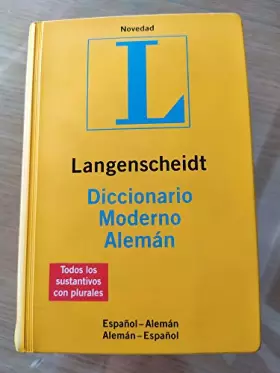 Novedad
L
Langenscheidt
Diccionario
Moderno
Alemán
Todos los
sustantivos
con plurales
Español–Alemán
Alemán–Español